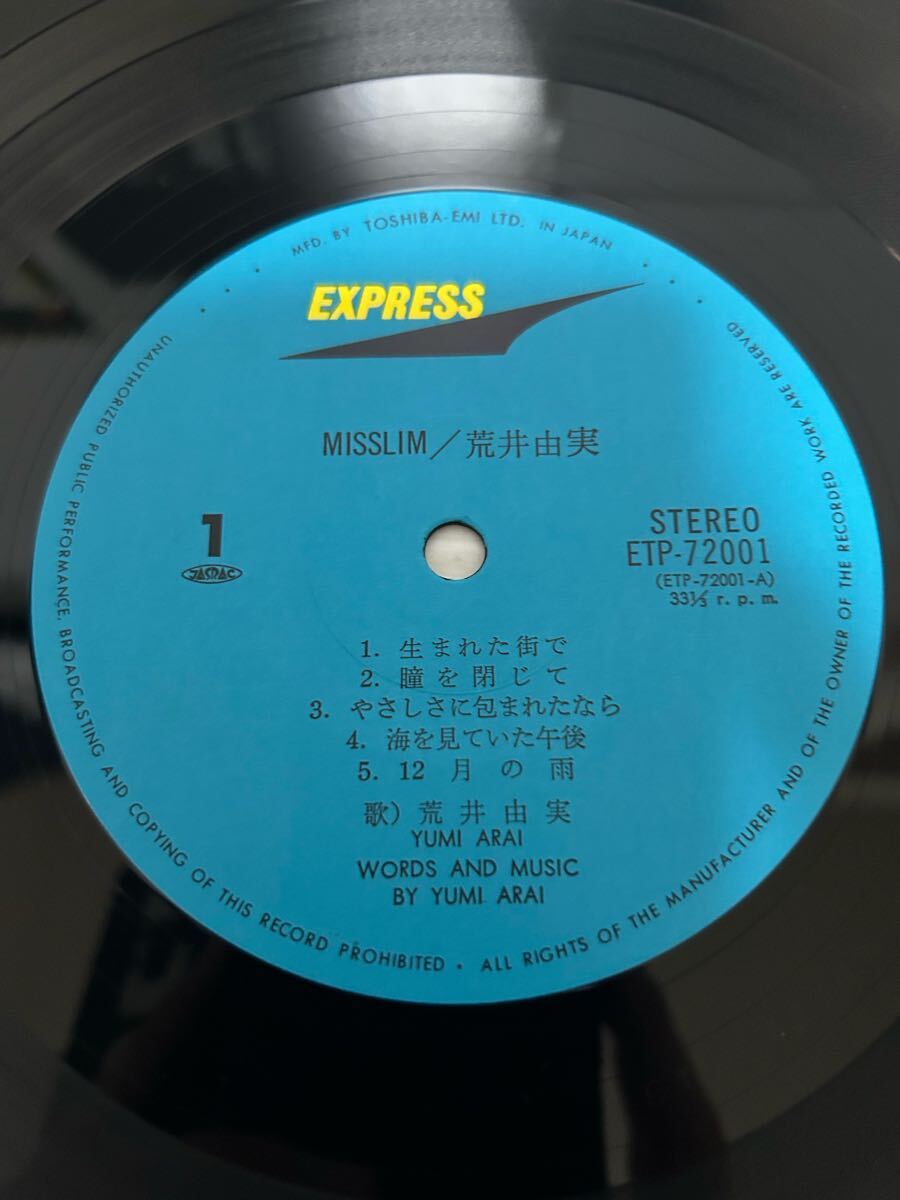 MFD. BY TOSHIBA-EMI LTD. IN JAPAN
EXPRESS
MISSLIM/荒井由実
1
JASRAC
STEREO
ETP-72001
(ETP-72001-A)
33⅓ r. p. m.
1. 生まれた街で
2. 瞳を閉じて
3. やさしさに包まれたなら
4. 海を見ていた午後
5. 12月の雨
歌) 荒井由実
YUMI ARAI
WORDS AND MUSIC
BY YUMI ARAI
UNAUTHORIZED PUBLIC PERFORMANCE, BROADCASTING AND COPYING OF THIS RECORD PROHIBITED • ALL RIGHTS OF THE MANUFACTURER AND OF THE OWNER OF THE RECORDED WORK ARE RESERVED